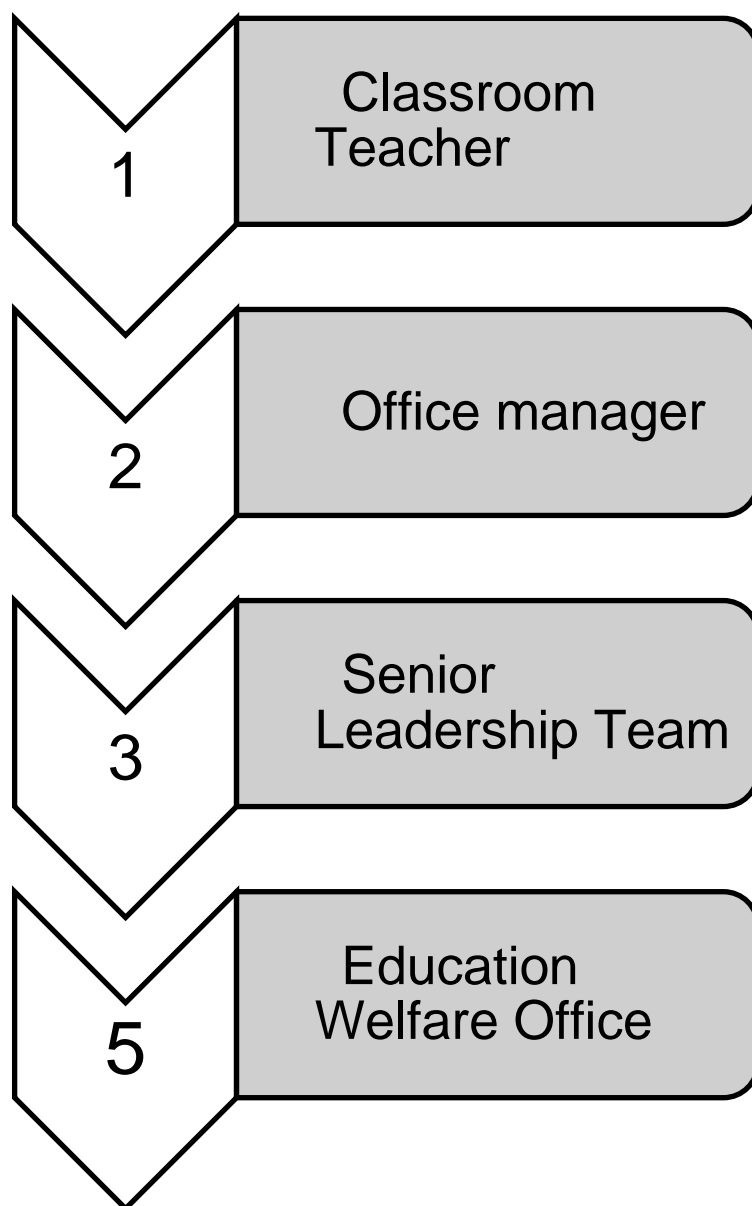 1
Classroom
Teacher
2
Office manager
3
Senior
Leadership Team
5
Education
Welfare Office